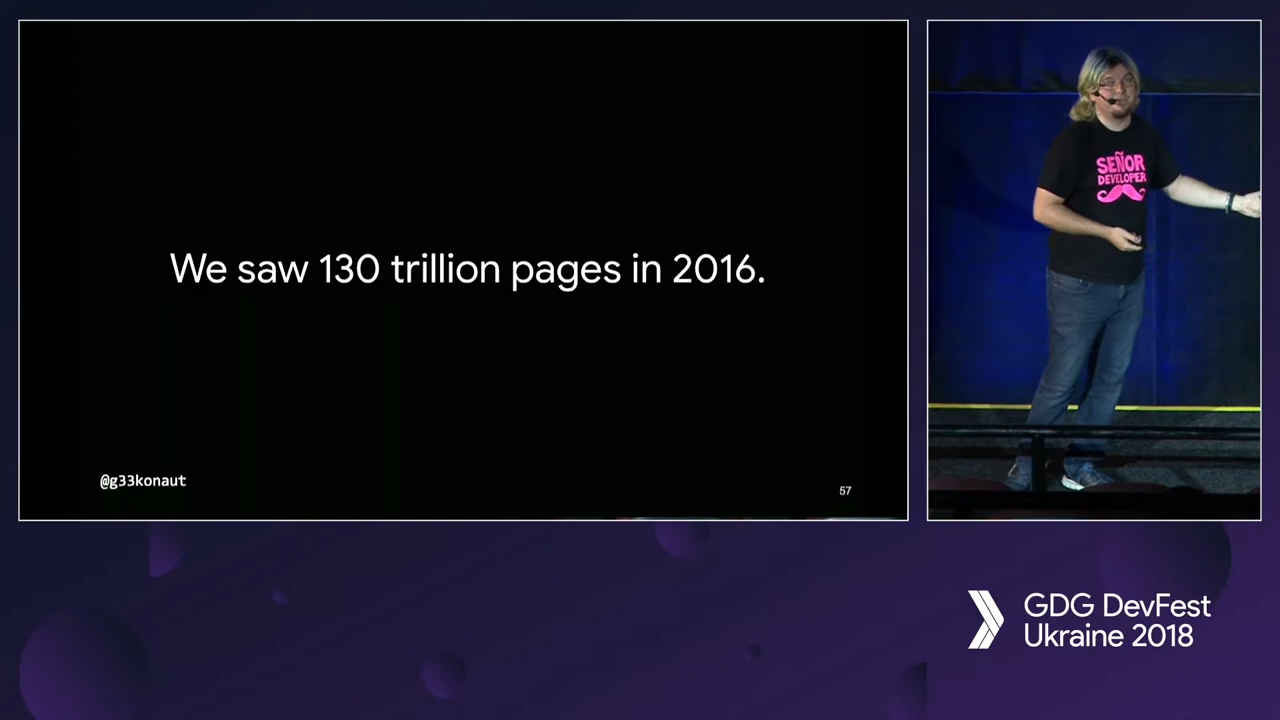 We saw 130 trillion pages in 2016.
@g33konaut
57
SEÑOR
DEVELOPER
GDG DevFest
Ukraine 2018